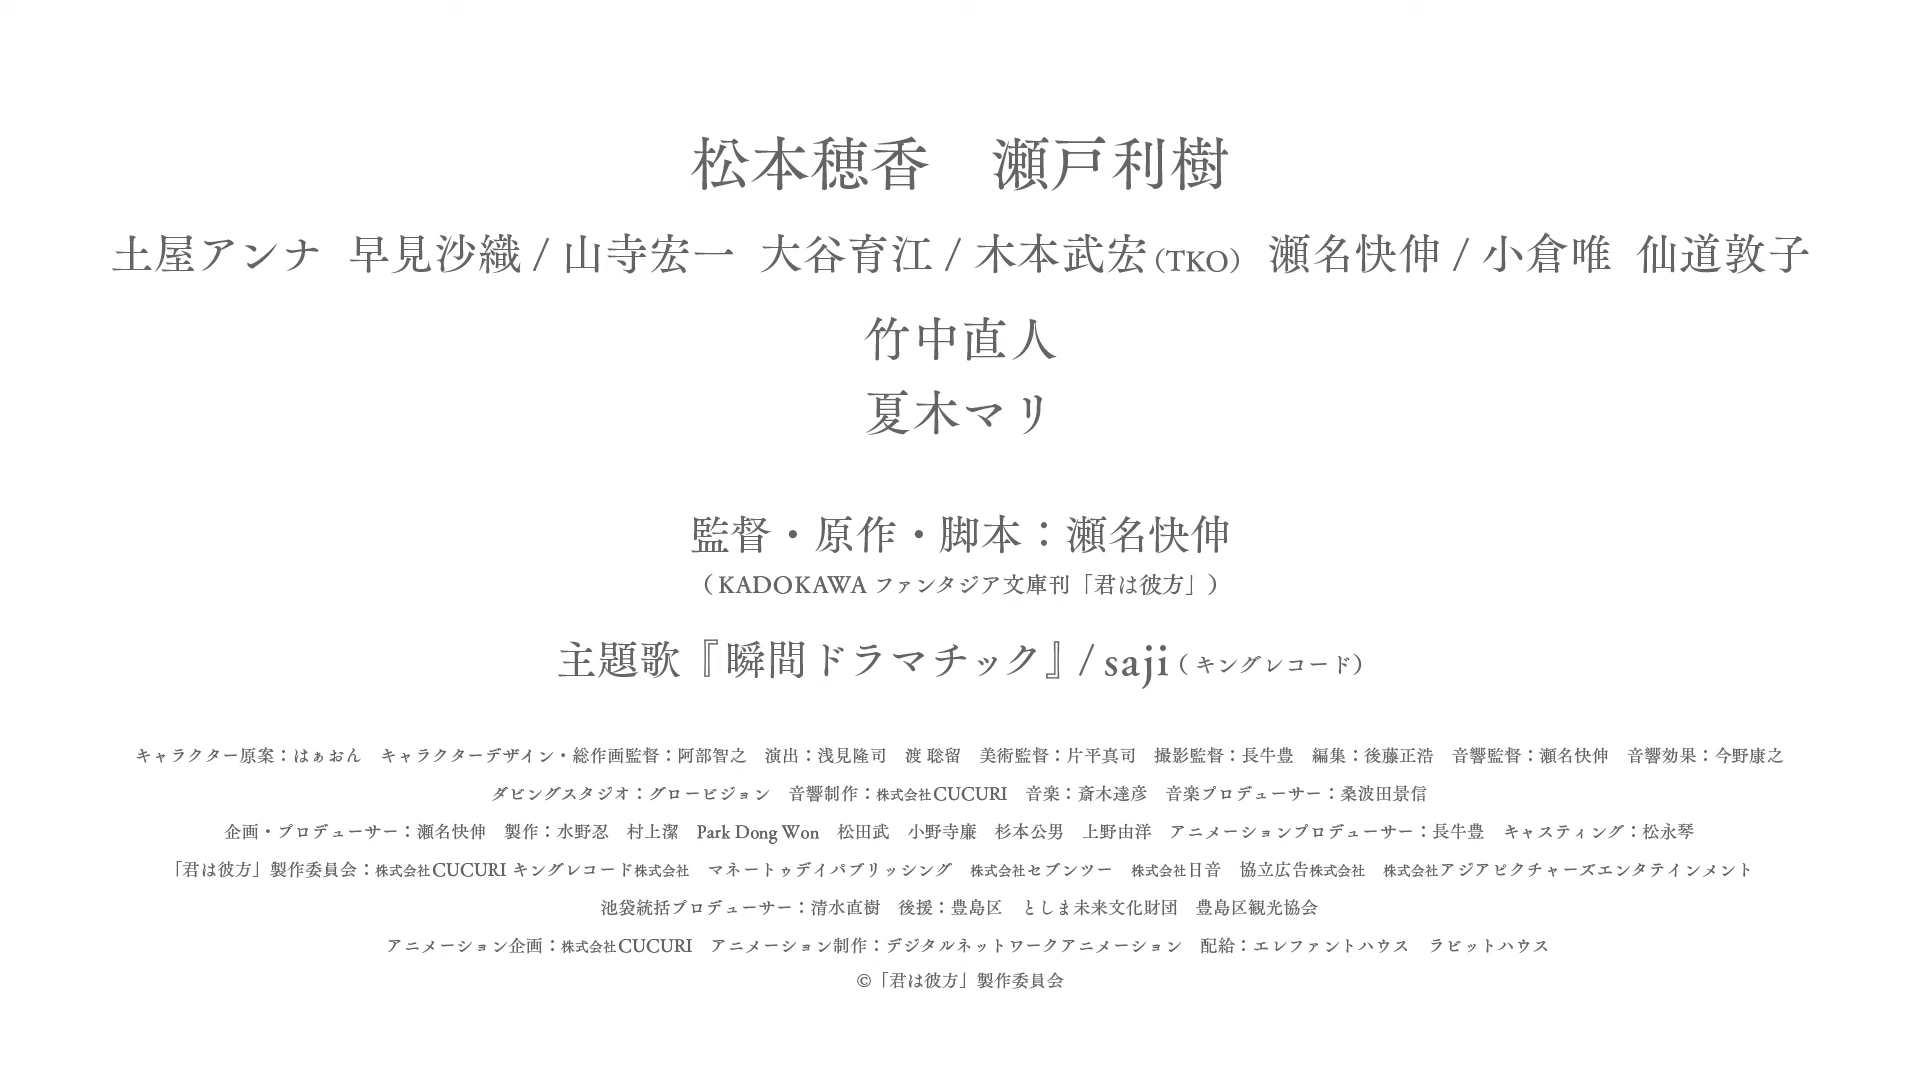 松本穂香　瀬戸利樹
土屋アンナ 早見沙織 / 山寺宏一 大谷育江 / 木本武宏（TKO） 瀬名快伸 / 小倉唯 仙道敦子
竹中直人
夏木マリ
監督・原作・脚本：瀬名快伸
（KADOKAWA ファンタジア文庫刊「君は彼方」）
主題歌『瞬間ドラマチック』/ saji（キングレコード）
キャラクター原案：はぁおん　キャラクターデザイン・総作画監督：阿部智之　演出：浅見隆司　渡 聡留　美術監督：片平真司　撮影監督：長牛豊　編集：後藤正浩　音響監督：瀬名快伸　音響効果：今野康之
ダビングスタジオ：グロービジョン　音響制作：株式会社CUCURI　音楽：斎木達彦　音楽プロデューサー：桑波田景信
企画・プロデューサー：瀬名快伸　製作：水野忍　村上潔　Park Dong Won　松田武　小野寺廉　杉本公男　上野由洋　アニメーションプロデューサー：長牛豊　キャスティング：松永琴
「君は彼方」製作委員会：株式会社CUCURI キングレコード株式会社　マネートゥデイパブリッシング　株式会社セブンツー　株式会社日音　協立広告株式会社　株式会社アジアピクチャーズエンタテインメント
池袋統括プロデューサー：清水直樹　後援：豊島区　としま未来文化財団　豊島区観光協会
アニメーション企画：株式会社CUCURI　アニメーション制作：デジタルネットワークアニメーション　配給：エレファントハウス　ラビットハウス
©「君は彼方」製作委員会